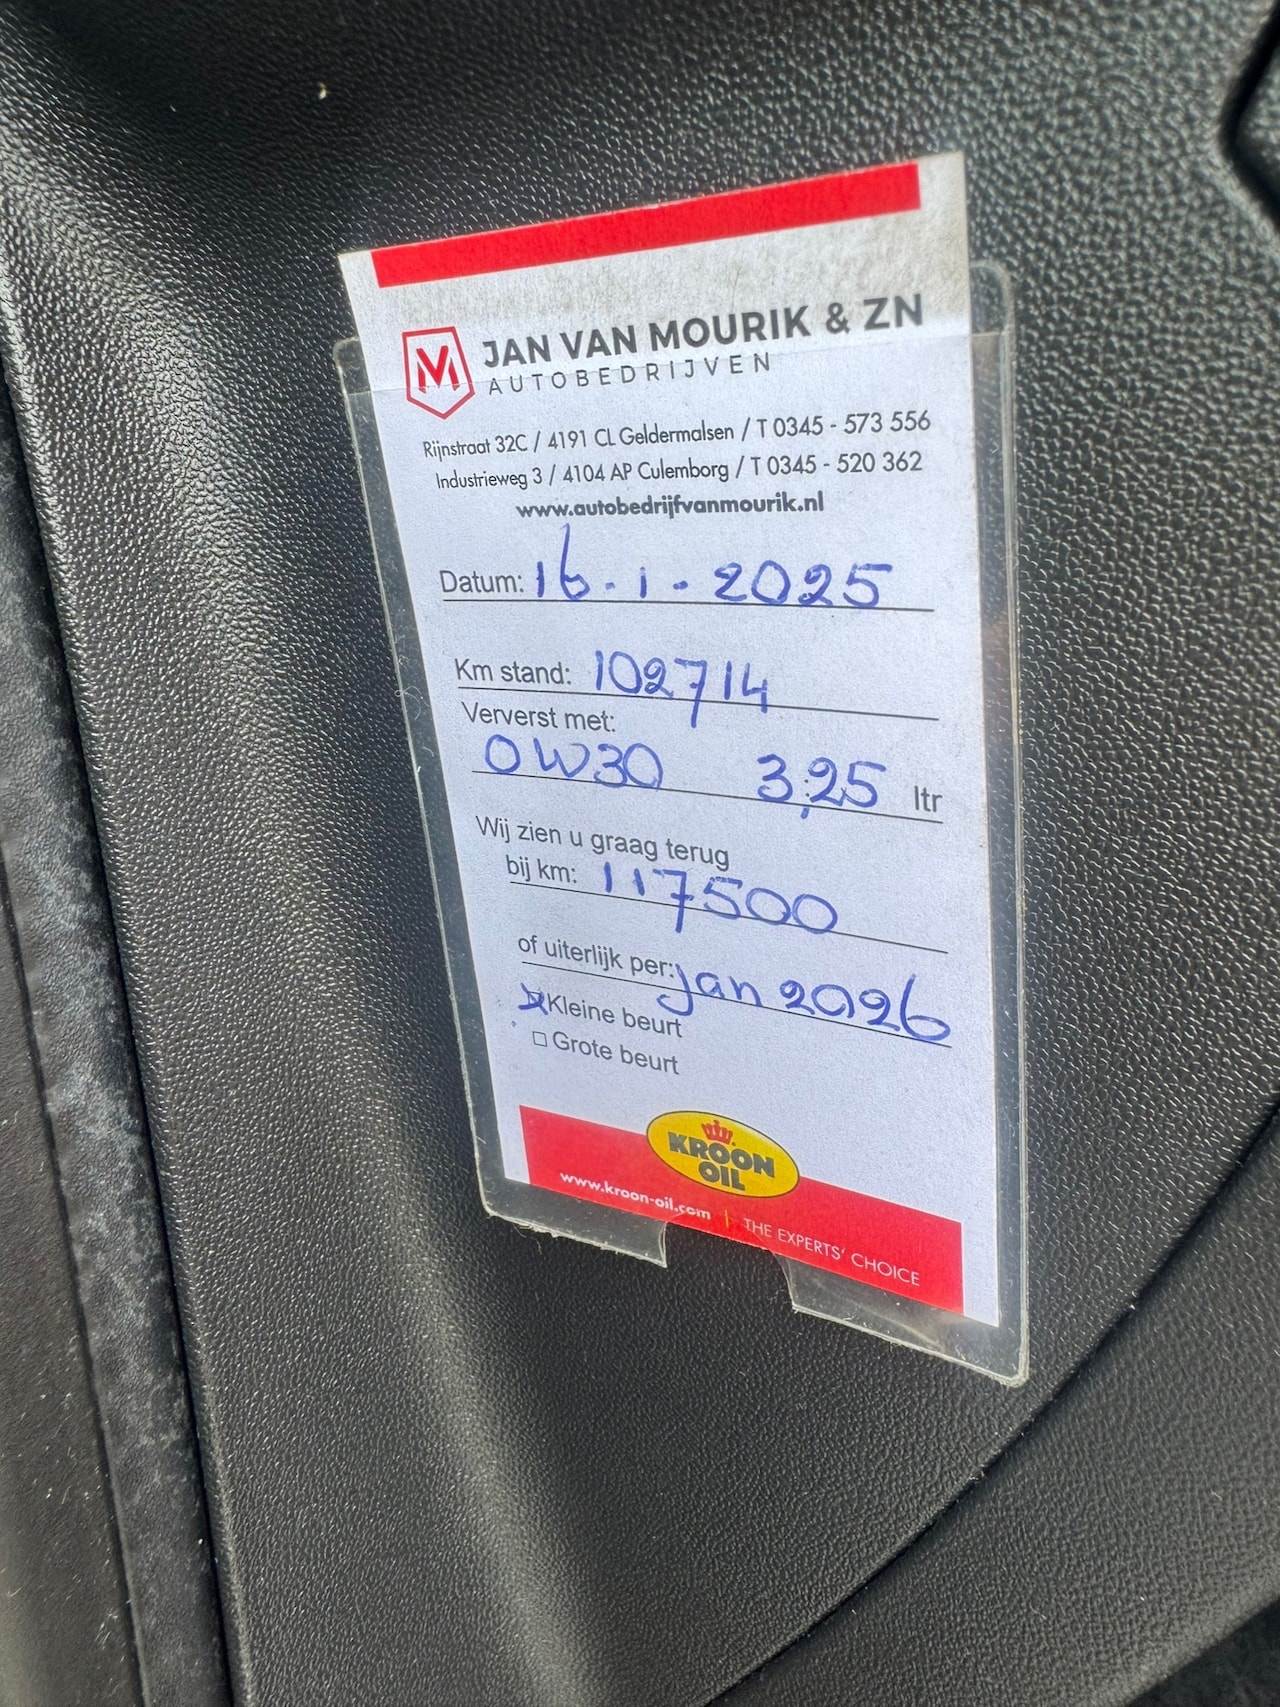 JAN VAN MOURIK & ZN
AUTOBEDRIJVEN
Rijnstraat 32C / 4191 CL Geldermalsen / T 0345 - 573 556
Industrieweg 3 / 4104 AP Culemborg / T 0345 - 520 362
www.autobedrijfvanmourik.nl
Datum: 16-1-2025
Km stand: 102714
Ververst met:
0W30 3,25 ltr
Wij zien u graag terug
bij km: 117500
of uiterlijk per: jan 2026
Kleine beurt
Grote beurt
KROON
OIL
www.kroon-oil.com | THE EXPERTS' CHOICE